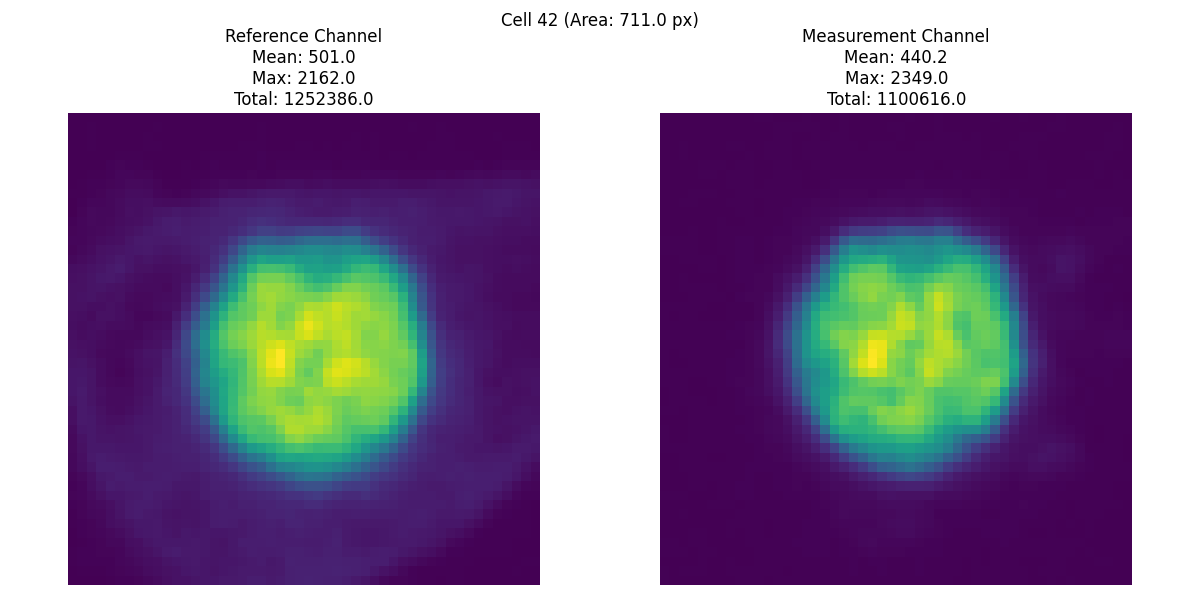 Cell 42 (Area: 711.0 px)
Reference Channel
Mean: 501.0
Max: 2162.0
Total: 1252386.0
Measurement Channel
Mean: 440.2
Max: 2349.0
Total: 1100616.0